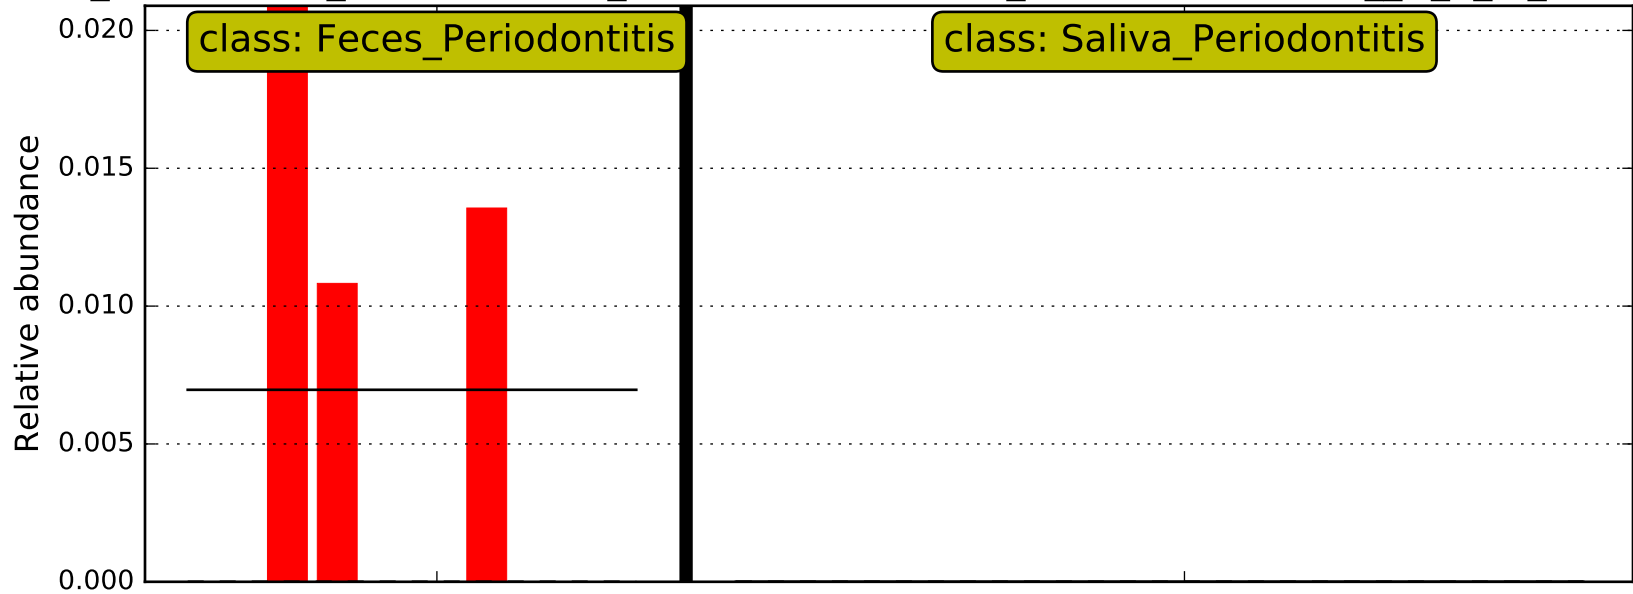 class: Feces_Periodontitis
class: Saliva_Periodontitis
Relative abundance
0.020
0.015
0.010
0.005
0.000